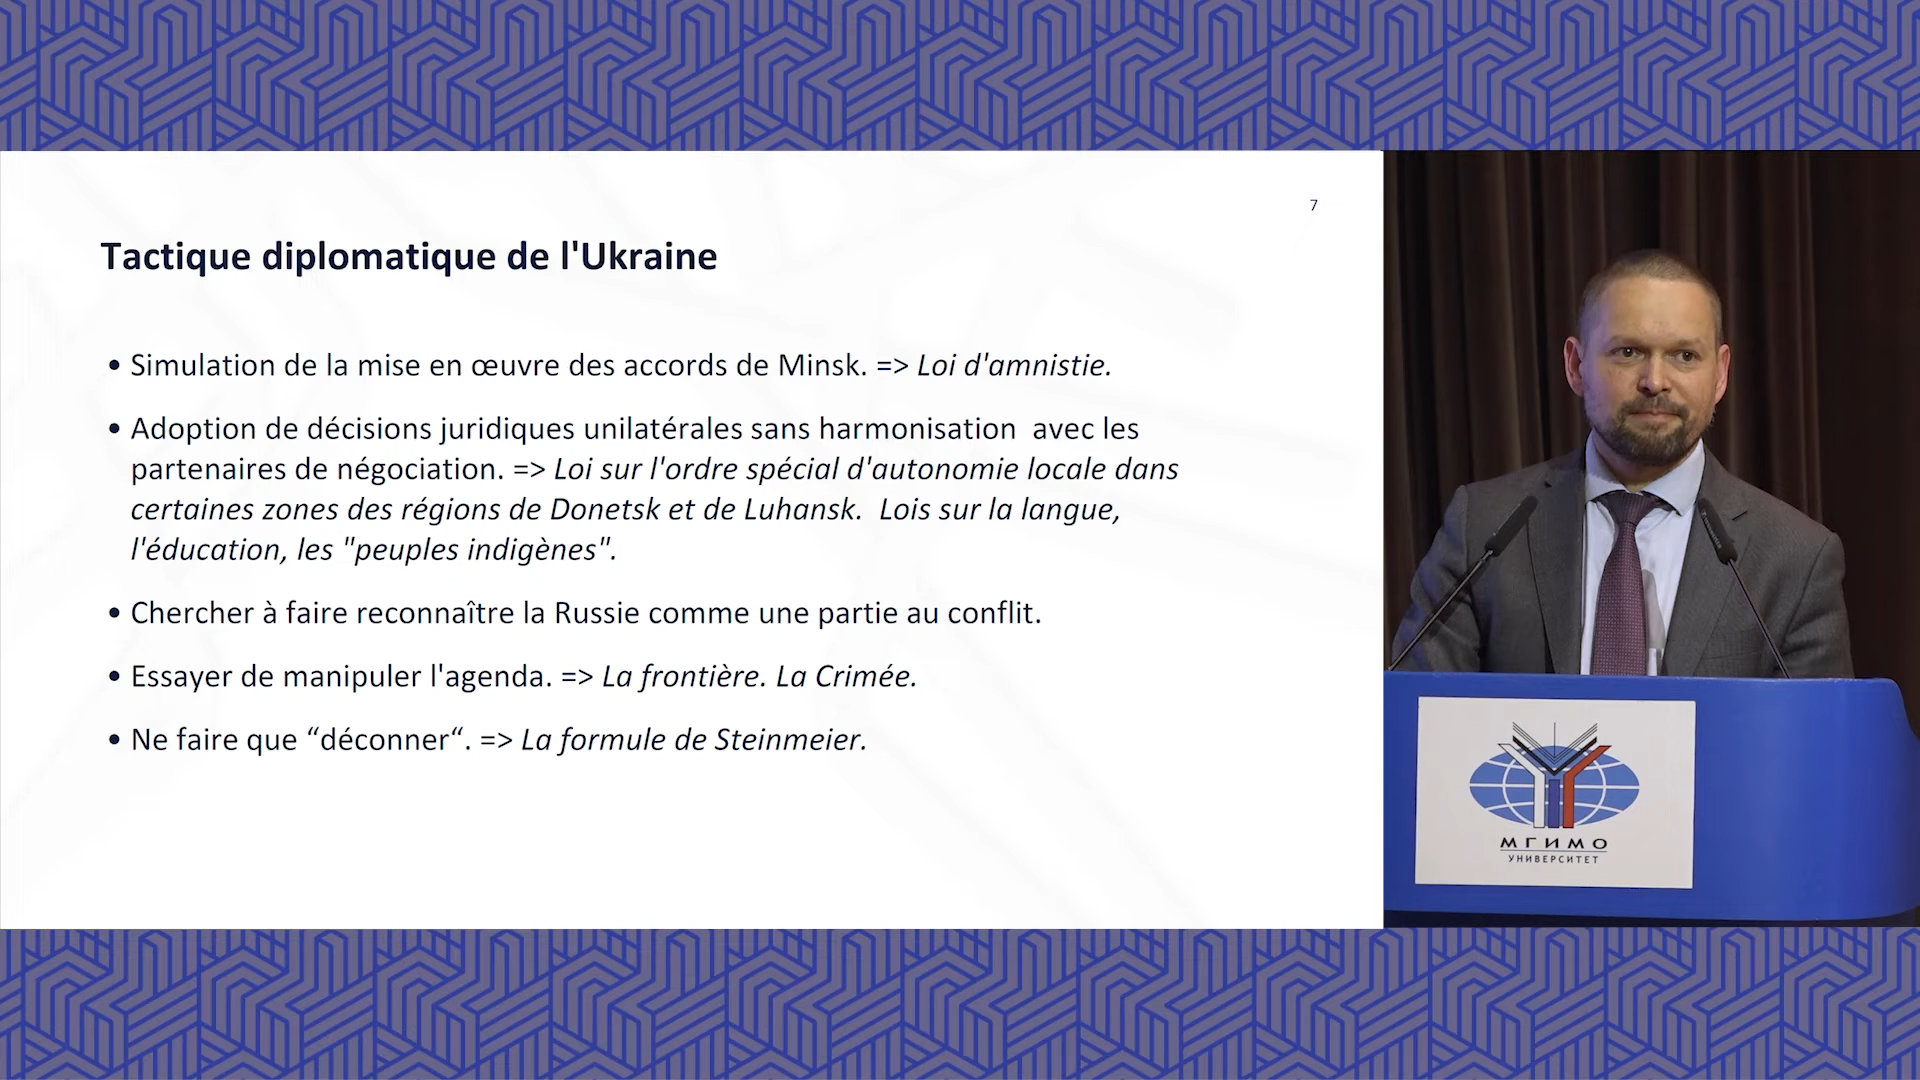 7
Tactique diplomatique de l'Ukraine
• Simulation de la mise en œuvre des accords de Minsk. => Loi d'amnistie.
• Adoption de décisions juridiques unilatérales sans harmonisation  avec les
partenaires de négociation. => Loi sur l'ordre spécial d'autonomie locale dans
certaines zones des régions de Donetsk et de Luhansk.  Lois sur la langue,
l'éducation, les "peuples indigènes".
• Chercher à faire reconnaître la Russie comme une partie au conflit.
• Essayer de manipuler l'agenda. => La frontière. La Crimée.
• Ne faire que “déconner“. => La formule de Steinmeier.
МГИМО
УНИВЕРСИТЕТ